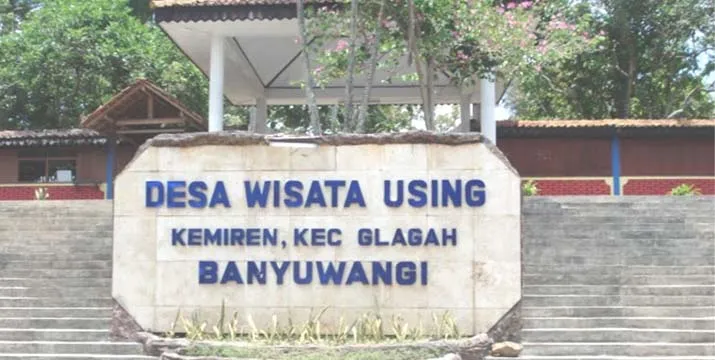 DESA WISATA USING
KEMIREN, KEC GLAGAH
BANYUWANGI